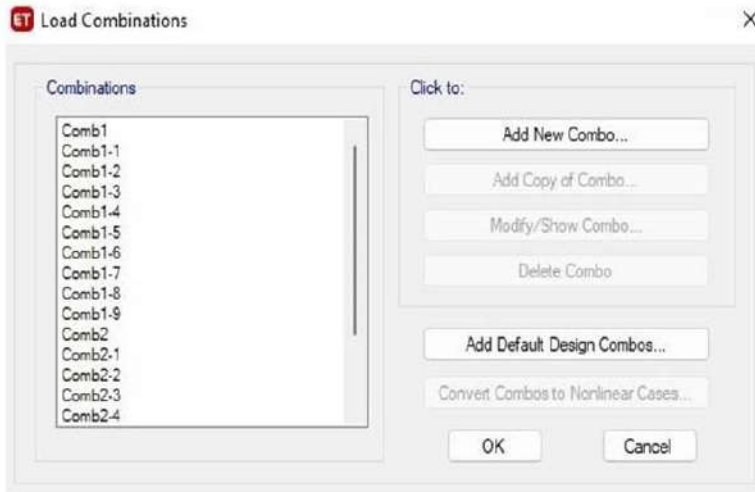 ET Load Combinations
Combinations
Comb1
Comb1-1
Comb1-2
Comb1-3
Comb1-4
Comb1-5
Comb1-6
Comb1-7
Comb1-8
Comb1-9
Comb2
Comb2-1
Comb2-2
Comb2-3
Comb2-4
Click to:
Add New Combo...
Add Copy of Combo...
Modify/Show Combo...
Delete Combo
Add Default Design Combos...
Convert Combos to Nonlinear Cases...
OK
Cancel